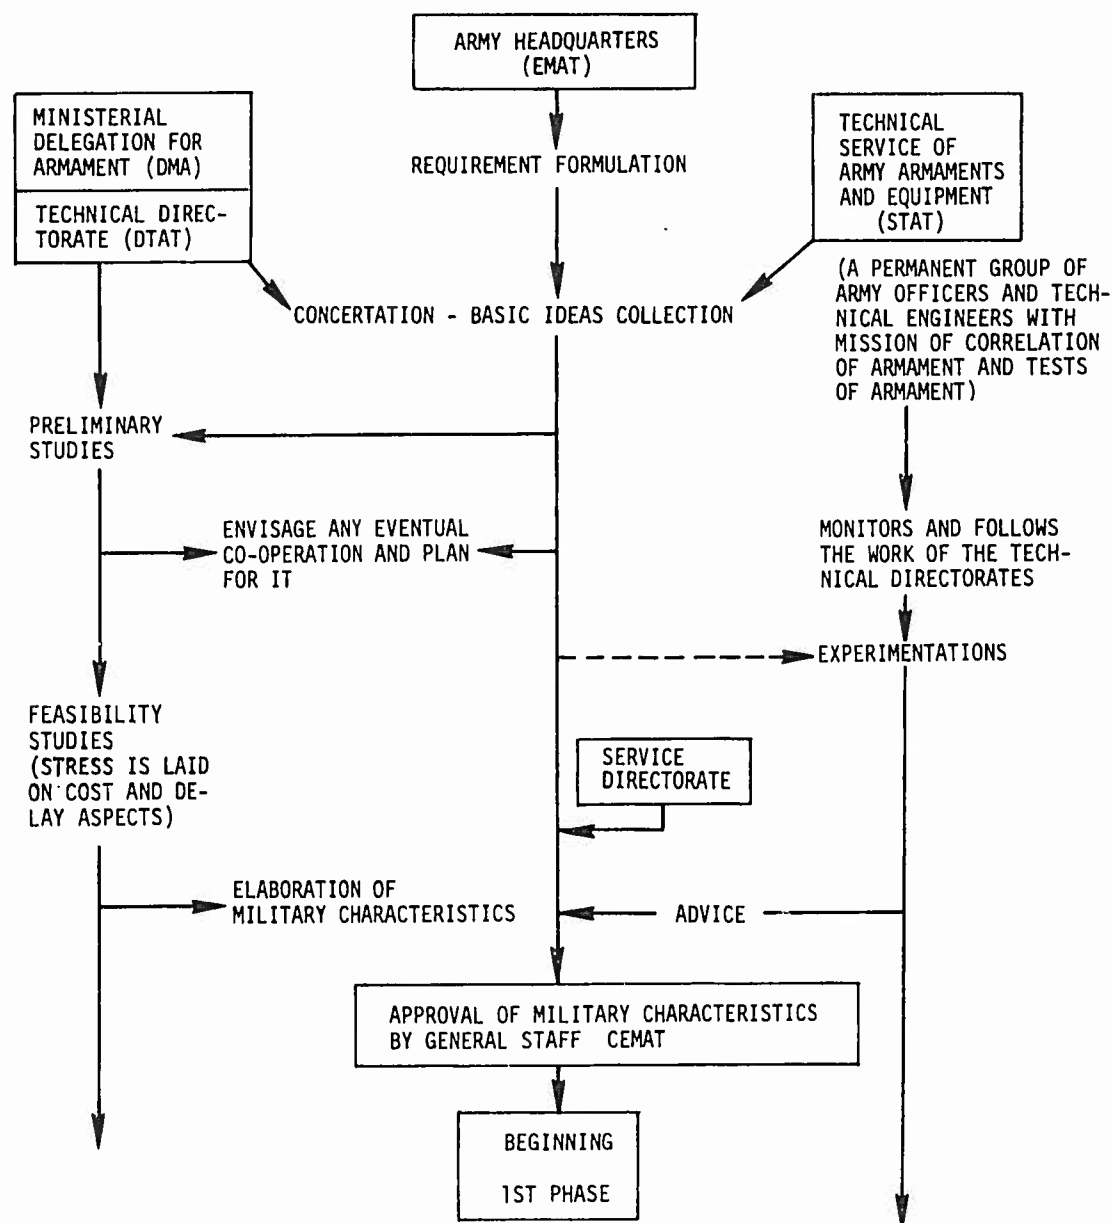 ARMY HEADQUARTERS
(EMAT)
MINISTERIAL
DELEGATION FOR
ARMAMENT (DMA)
TECHNICAL DIREC-
TORATE (DTAT)
REQUIREMENT FORMULATION
TECHNICAL
SERVICE OF
ARMY ARMAMENTS
AND EQUIPMENT
(STAT)
(A PERMANENT GROUP OF
ARMY OFFICERS AND TECH-
NICAL ENGINEERS WITH
MISSION OF CORRELATION
OF ARMAMENT AND TESTS
OF ARMAMENT)
CONCERTATION - BASIC IDEAS COLLECTION
PRELIMINARY
STUDIES
ENVISAGE ANY EVENTUAL
CO-OPERATION AND PLAN
FOR IT
MONITORS AND FOLLOWS
THE WORK OF THE TECH-
NICAL DIRECTORATES
EXPERIMENTATIONS
FEASIBILITY
STUDIES
(STRESS IS LAID
ON COST AND DE-
LAY ASPECTS)
SERVICE
DIRECTORATE
ELABORATION OF
MILITARY CHARACTERISTICS
ADVICE
APPROVAL OF MILITARY CHARACTERISTICS
BY GENERAL STAFF CEMAT
BEGINNING
1ST PHASE